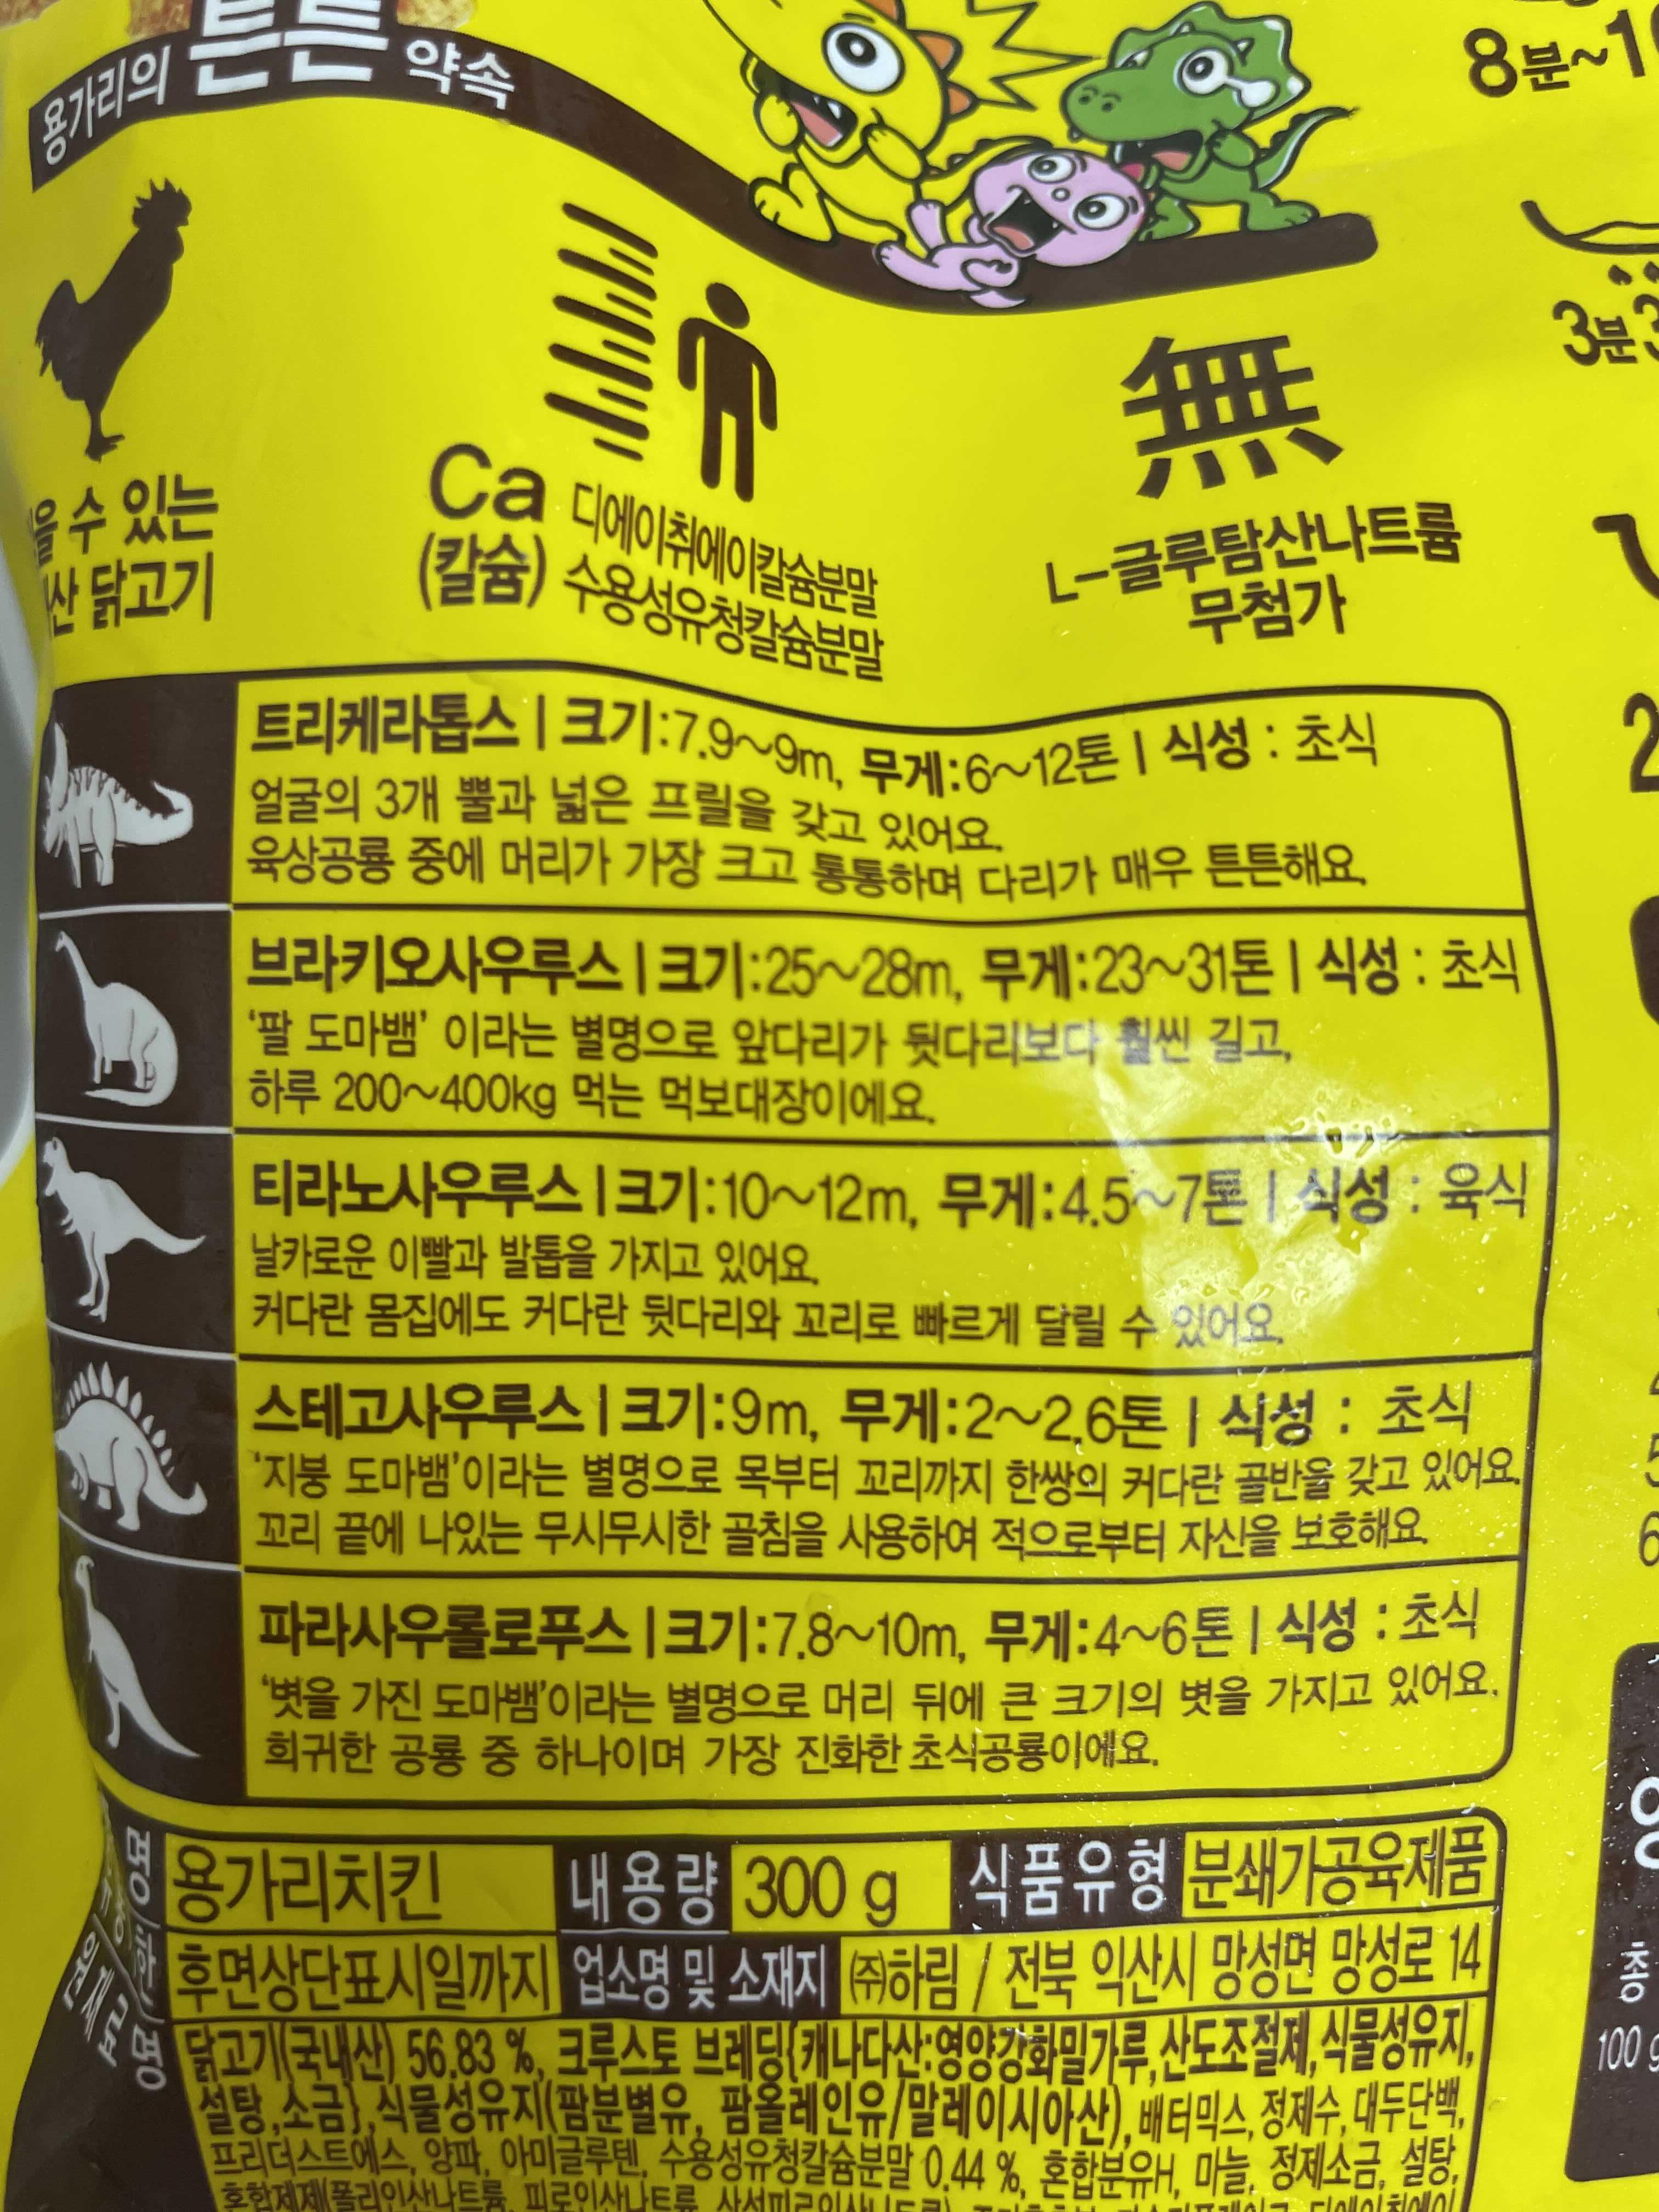 용가리의 튼튼 약속
8분~1
3분
수 있는
닭고기
Ca
(칼슘)
디에이취에이칼슘분말
수용성유청칼슘분말
無
L-글루탐산나트륨
무첨가
트리케라톱스 | 크기:7.9~9m, 무게:6~12톤 | 식성 : 초식
얼굴의 3개 뿔과 넓은 프릴을 갖고 있어요.
육상공룡 중에 머리가 가장 크고 통통하며 다리가 매우 튼튼해요.
브라키오사우루스 | 크기:25~28m, 무게:23~31톤 | 식성 : 초식
'팔 도마뱀' 이라는 별명으로 앞다리가 뒷다리보다 훨씬 길고,
하루 200~400kg 먹는 먹보대장이에요.
티라노사우루스 | 크기:10~12m, 무게:4.5~7톤 | 식성 : 육식
날카로운 이빨과 발톱을 가지고 있어요.
커다란 몸집에도 커다란 뒷다리와 꼬리로 빠르게 달릴 수 있어요.
스테고사우루스 | 크기:9m, 무게:2~2.6톤 | 식성 : 초식
'지붕 도마뱀'이라는 별명으로 목부터 꼬리까지 한쌍의 커다란 골반을 갖고 있어요.
꼬리 끝에 나있는 무시무시한 골침을 사용하여 적으로부터 자신을 보호해요.
파라사우롤로푸스 | 크기:7.8~10m, 무게:4~6톤 | 식성 : 초식
'볏을 가진 도마뱀'이라는 별명으로 머리 뒤에 큰 크기의 볏을 가지고 있어요.
희귀한 공룡 중 하나이며 가장 진화한 초식공룡이에요.
용가리치킨 내용량 300 g 식품유형 분쇄가공육제품
후면상단표시일까지 업소명 및 소재지 ㈜하림 / 전북 익산시 망성면 망성로 14
원재료명 닭고기(국내산) 56.83 %, 크루스토 브레딩{캐나다산:영양강화밀가루,산도조절제,식물성유지,
설탕,소금},식물성유지(팜분별유, 팜올레인유/말레이시아산),배터믹스,정제수,대두단백,
프리더스트에스, 양파, 아미글루텐, 수용성유청칼슘분말 0.44 %, 혼합분유H, 마늘, 정제소금, 설탕,
혼합제제(폴리인산나트륨, 피로인산나트륨,
100 g